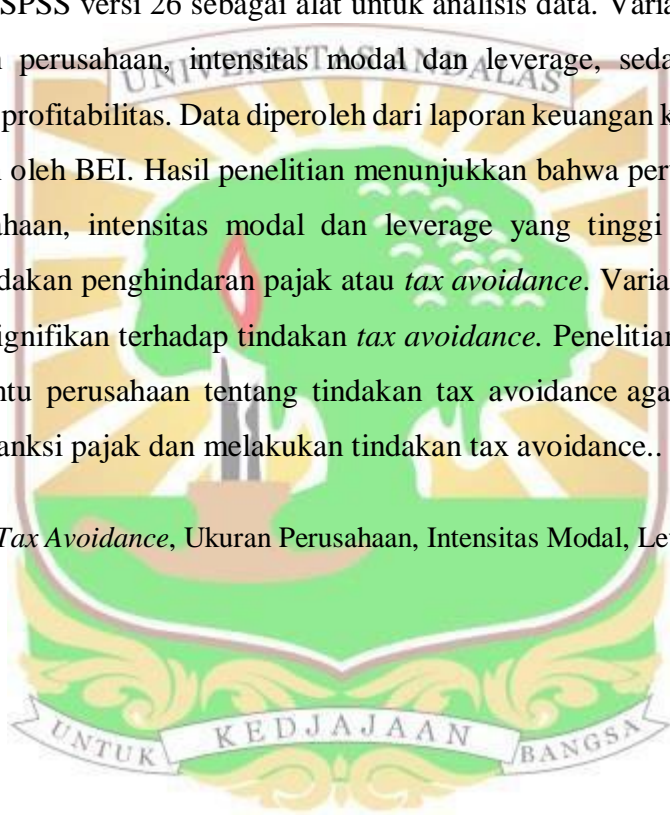 SPSS versi 26 sebagai alat untuk analisis data. Varia
perusahaan, intensitas modal dan leverage, seda
UNIVERSITAS ANDALAS
profitabilitas. Data diperoleh dari laporan keuangan k
oleh BEI. Hasil penelitian menunjukkan bahwa per
ahaan, intensitas modal dan leverage yang tinggi
dakan penghindaran pajak atau tax avoidance. Varia
ignifikan terhadap tindakan tax avoidance. Penelitian
ntu perusahaan tentang tindakan tax avoidance aga
anksi pajak dan melakukan tindakan tax avoidance..
Tax Avoidance, Ukuran Perusahaan, Intensitas Modal, Le
UNTUK KEDJAJAAN BANGSA